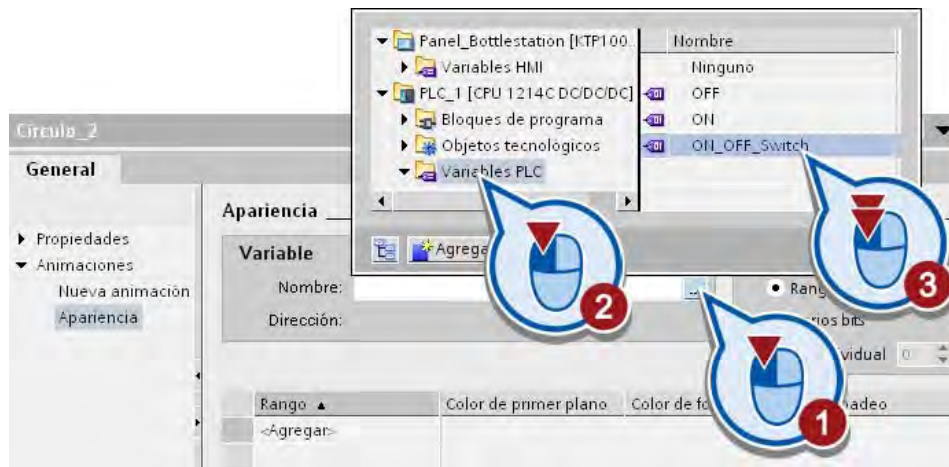 Panel_Bottlestation [KTP100
Variables HMI
PLC_1 [CPU 1214C DC/DC/DC]
Bloques de programa
Objetos tecnológicos
Variables PLC
Nombre
Ninguno
OFF
ON
ON_OFF_Switch
Agrega
Círculo_2
General
Propiedades
Animaciones
Nueva animación
Apariencia
Apariencia
Variable
Nombre:
...
Dirección:
Rang
rios bits
vidual 0
Rango
Color de primer plano
Color de fo
adeo
<Agregar>
1
2
3